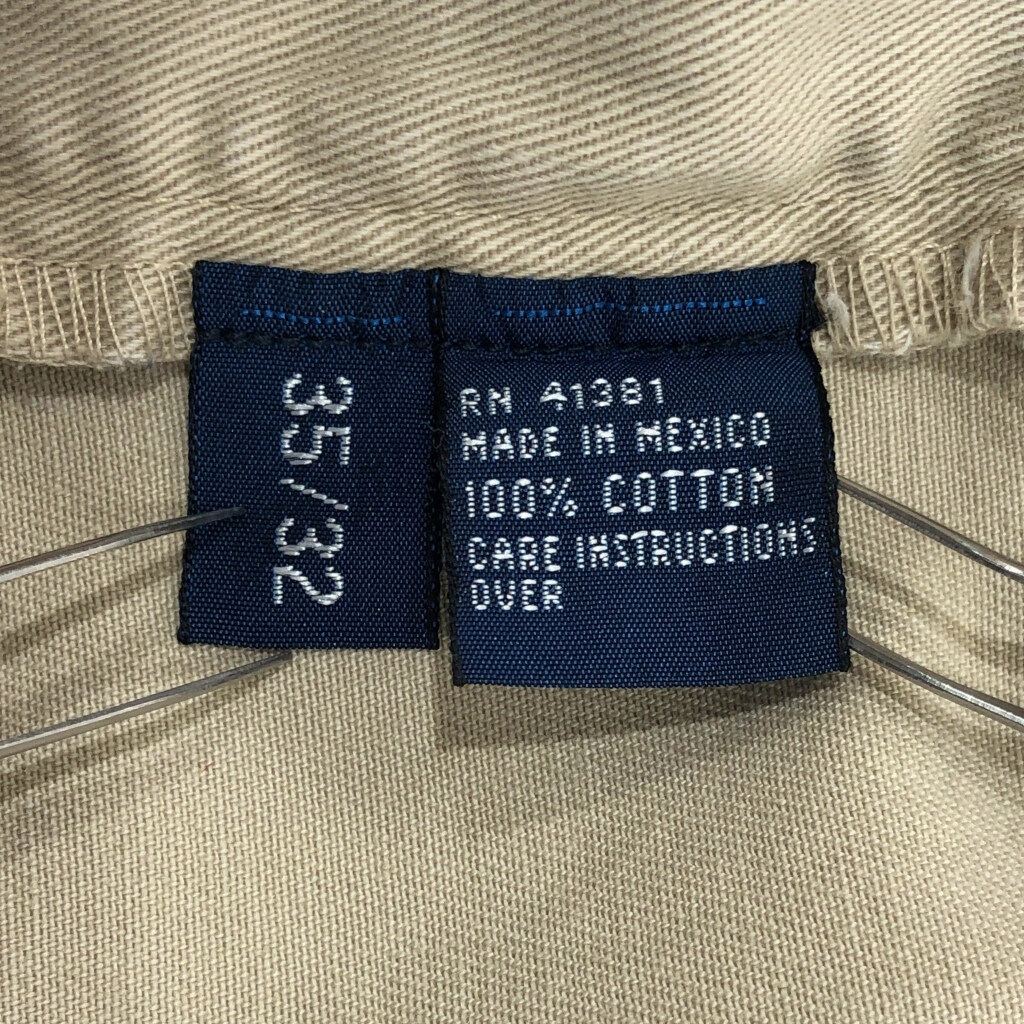 35/32
RN 41381
MADE IN MEXICO
100% COTTON
CARE INSTRUCTIONS
OVER